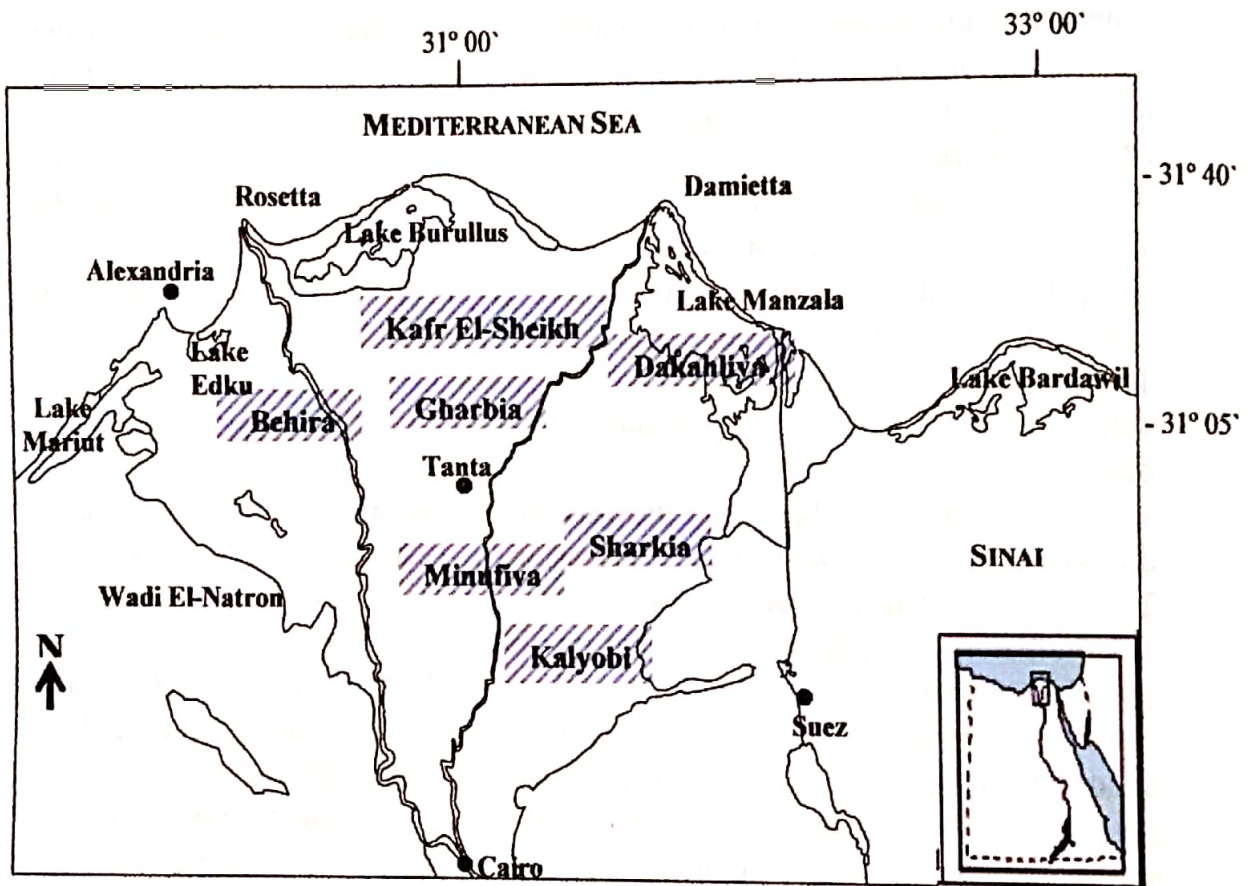 31° 00`
33° 00`
MEDITERRANEAN SEA
- 31° 40`
Rosetta
Damietta
Lake Burullus
Alexandria
Lake Manzala
Kafr El-Sheikh
Lake
Edku
Dakahliya
Lake Bardawil
Behira
Gharbia
Lake
Mariut
- 31° 05`
Tanta
Sharkia
SINAI
Minufiya
Wadi El-Natron
N
Kalyobi
Suez
Cairo